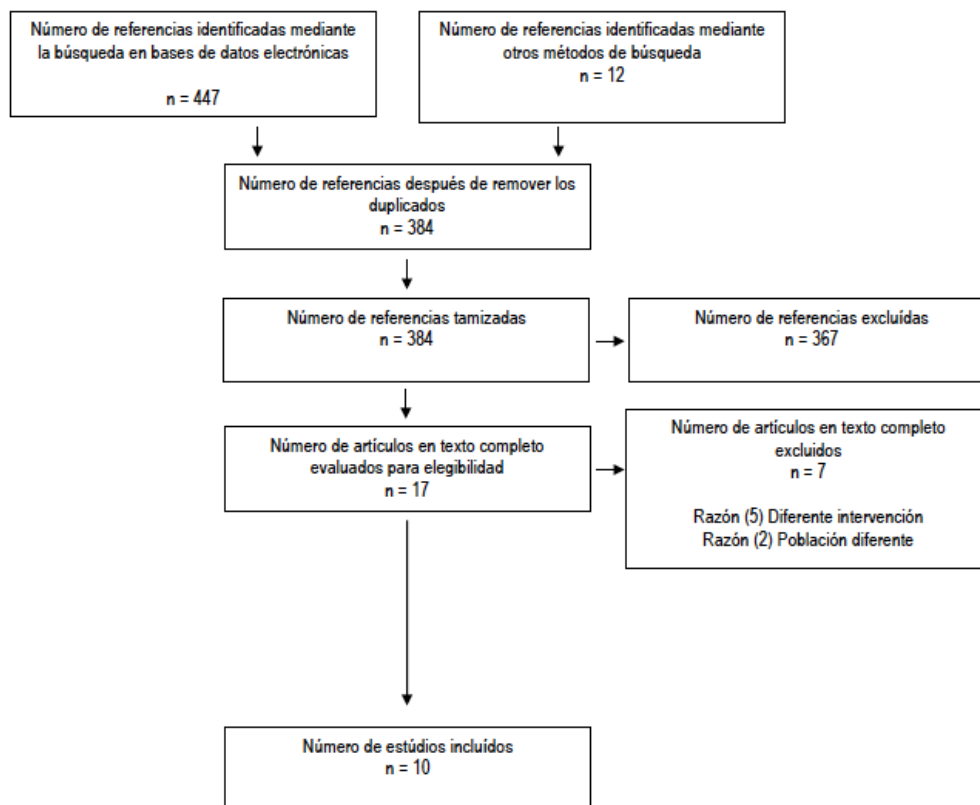 Número de referencias identificadas mediante
la búsqueda en bases de datos electrónicas
n = 447
Número de referencias identificadas mediante
otros métodos de búsqueda
n = 12
Número de referencias después de remover los
duplicados
n = 384
Número de referencias tamizadas
n = 384
Número de referencias excluídas
n = 367
Número de artículos en texto completo
evaluados para elegibilidad
n = 17
Número de artículos en texto completo
excluidos
n = 7
Razón (5) Diferente intervención
Razón (2) Población diferente
Número de estúdios incluídos
n = 10